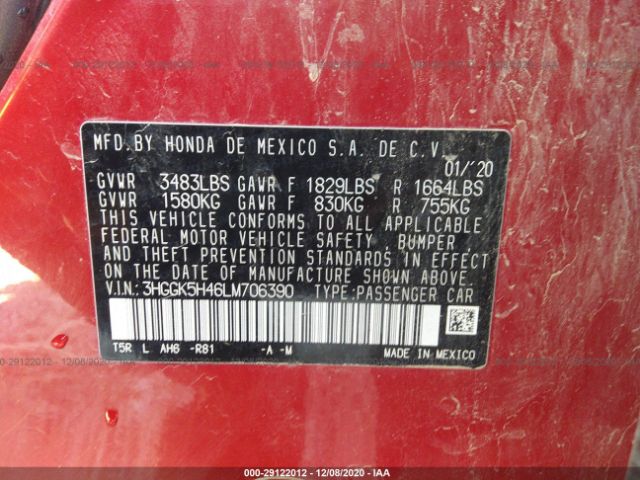 MFD.BY HONDA DE MEXICO S.A. DE C.V.
01/'20
GVWR 3483LBS GAWR F 1829LBS R 1664LBS
GVWR 1580KG GAWR F 830KG R 755KG
THIS VEHICLE CONFORMS TO ALL APPLICABLE
FEDERAL MOTOR VEHICLE SAFETY, BUMPER
AND THEFT PREVENTION STANDARDS IN EFFECT
ON THE DATE OF MANUFACTURE SHOWN ABOVE.
V.I.N.: 3HGGK5H46LM706390 TYPE:PASSENGER CAR
T5R L AH6 -R81 -A -M
MADE IN MEXICO
000-29122012 - 12/08/2020 - IAA